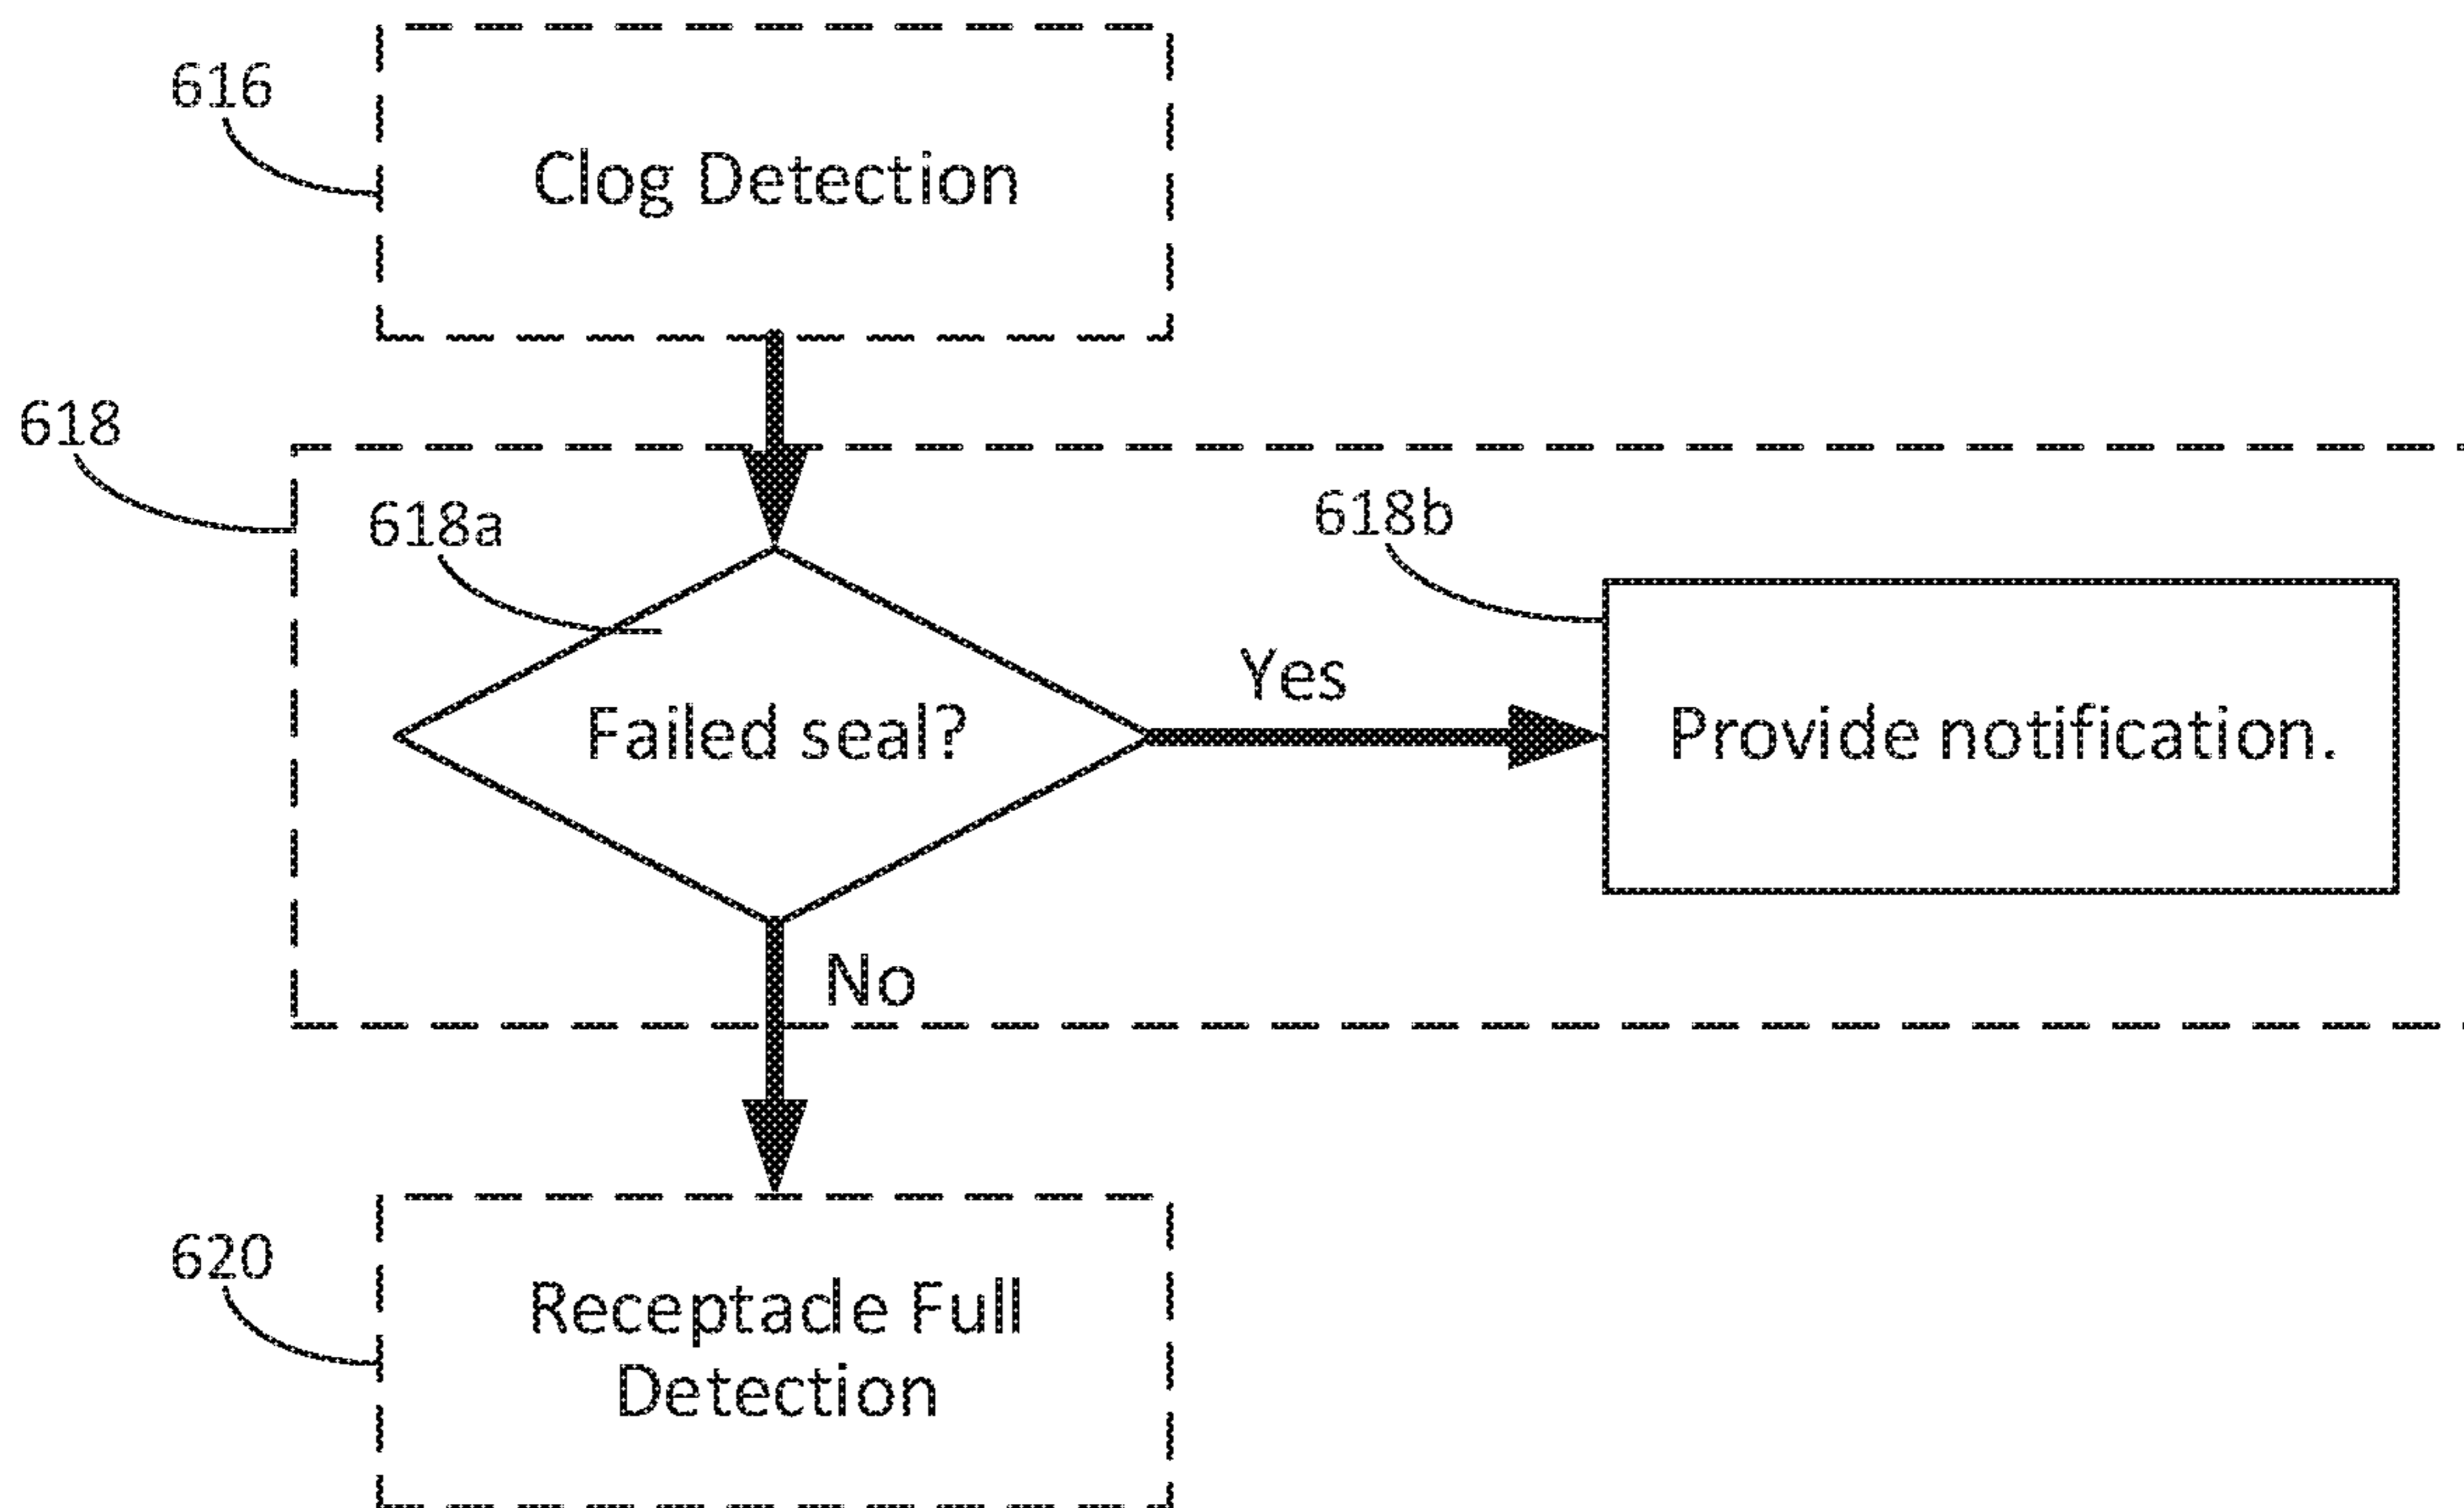 616
Clog Detection
618
618a
618b
Yes
Failed seal?
Provide notification.
No
620
Receptacle Full
Detection